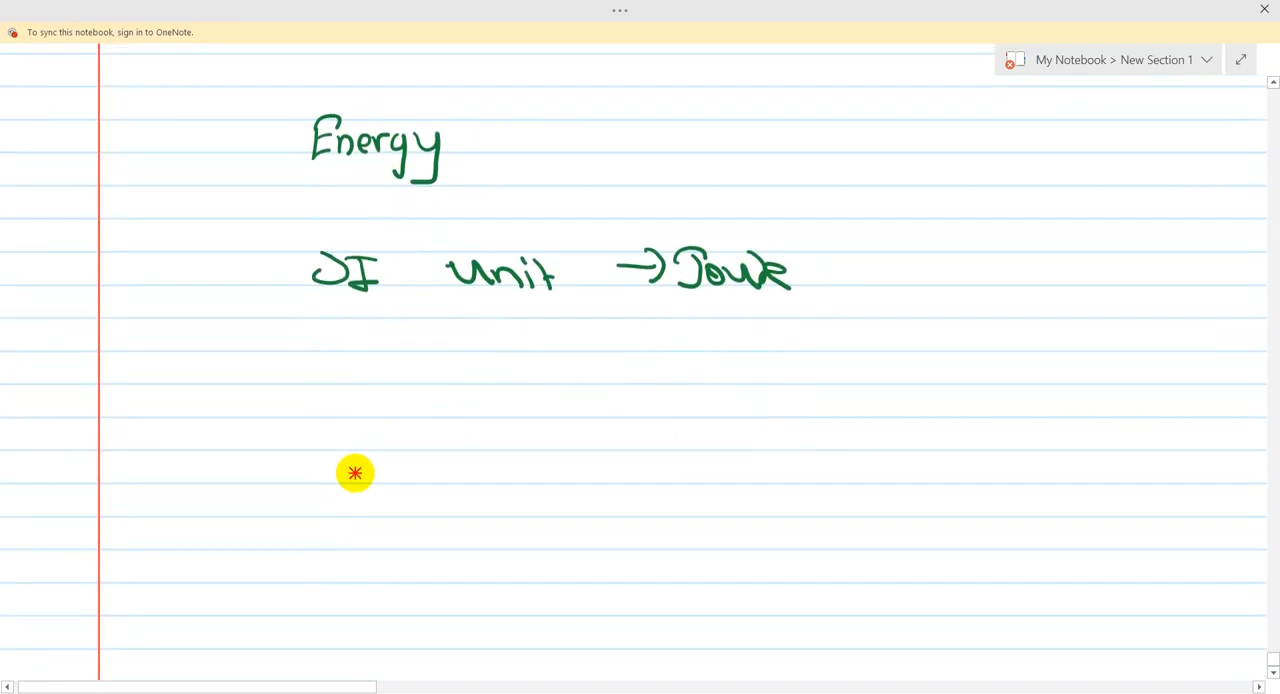 To sync this notebook, sign in to OneNote.
My Notebook > New Section 1
Energy
SI unit → Joule